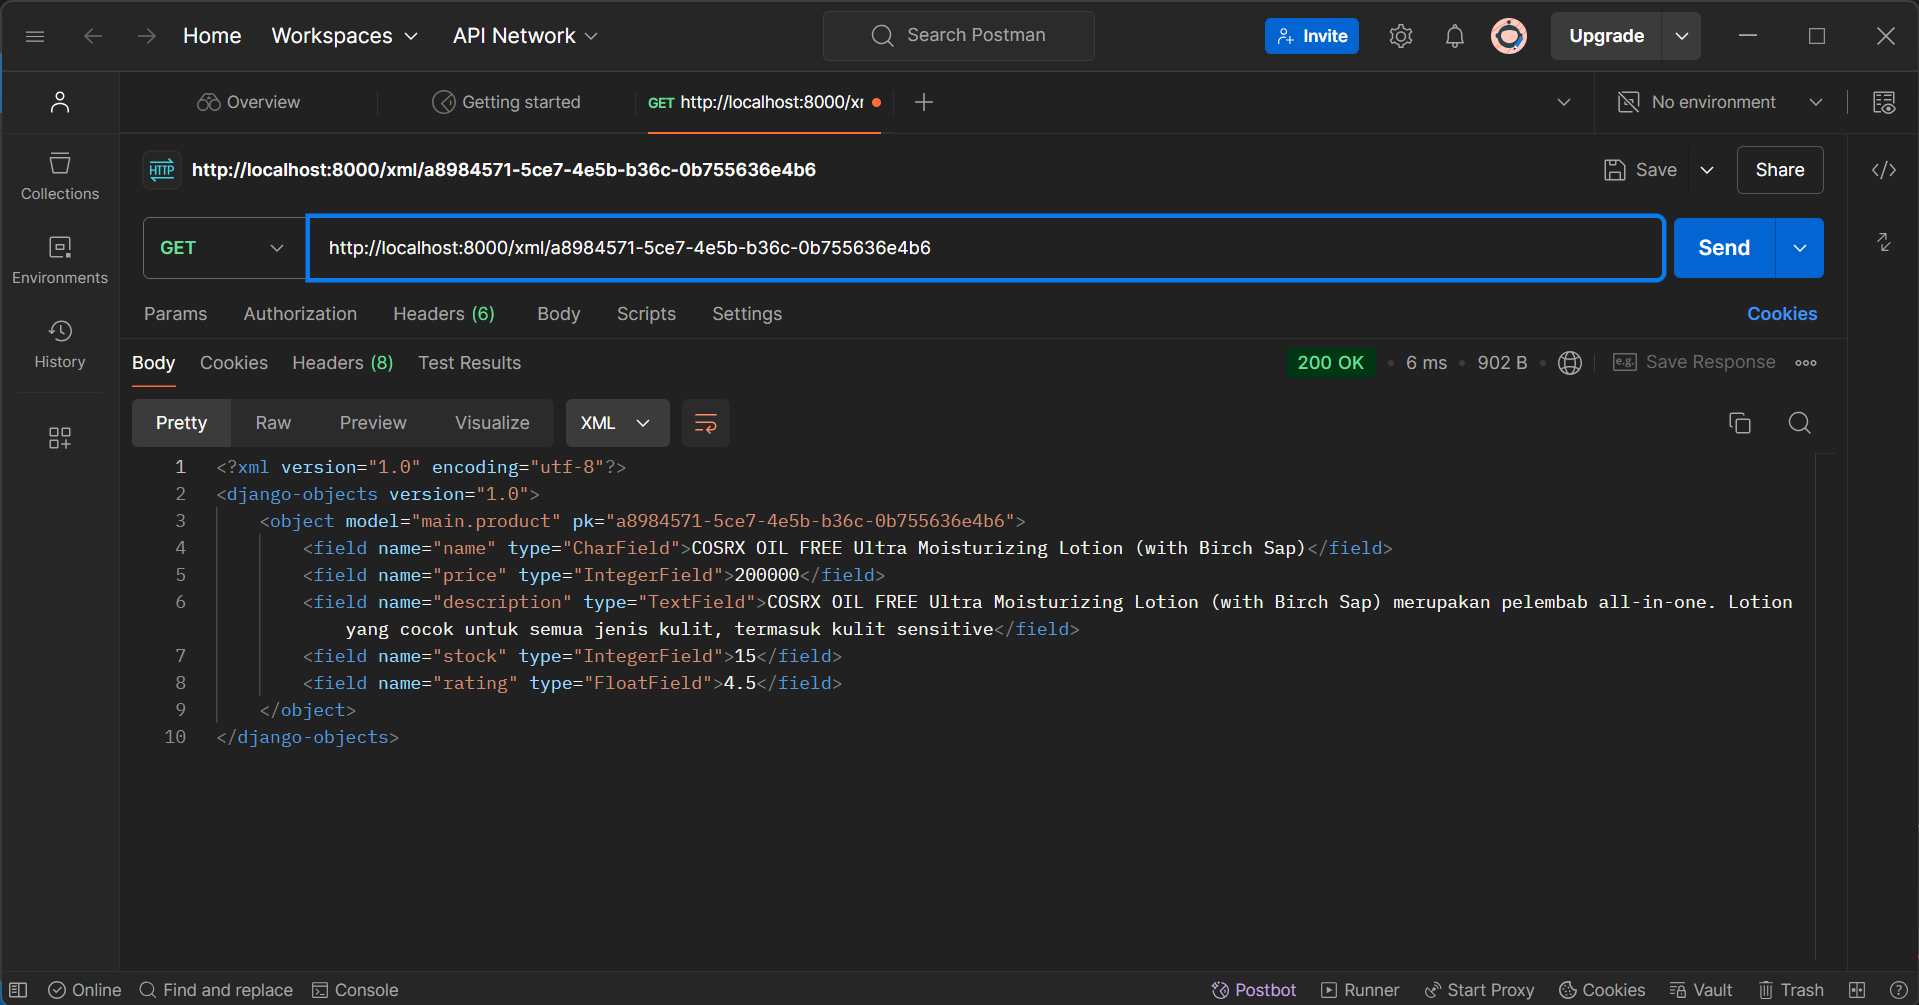 Home Workspaces API Network Search Postman Invite Upgrade
Overview Getting started GET http://localhost:8000/xr No environment
HTTP http://localhost:8000/xml/a8984571-5ce7-4e5b-b36c-0b755636e4b6 Save Share
Collections
GET http://localhost:8000/xml/a8984571-5ce7-4e5b-b36c-0b755636e4b6 Send
Environments
Params Authorization Headers (6) Body Scripts Settings Cookies
History
Body Cookies Headers (8) Test Results 200 OK • 6 ms • 902 B • e.g. Save Response
Pretty Raw Preview Visualize XML
1 <?xml version="1.0" encoding="utf-8"?>
2 <django-objects version="1.0">
3 <object model="main.product" pk="a8984571-5ce7-4e5b-b36c-0b755636e4b6">
4 <field name="name" type="CharField">COSRX OIL FREE Ultra Moisturizing Lotion (with Birch Sap)</field>
5 <field name="price" type="IntegerField">200000</field>
6 <field name="description" type="TextField">COSRX OIL FREE Ultra Moisturizing Lotion (with Birch Sap) merupakan pelembab all-in-one. Lotion
yang cocok untuk semua jenis kulit, termasuk kulit sensitive</field>
7 <field name="stock" type="IntegerField">15</field>
8 <field name="rating" type="FloatField">4.5</field>
9 </object>
10 </django-objects>
Online Find and replace Console Postbot Runner Start Proxy Cookies Vault Trash